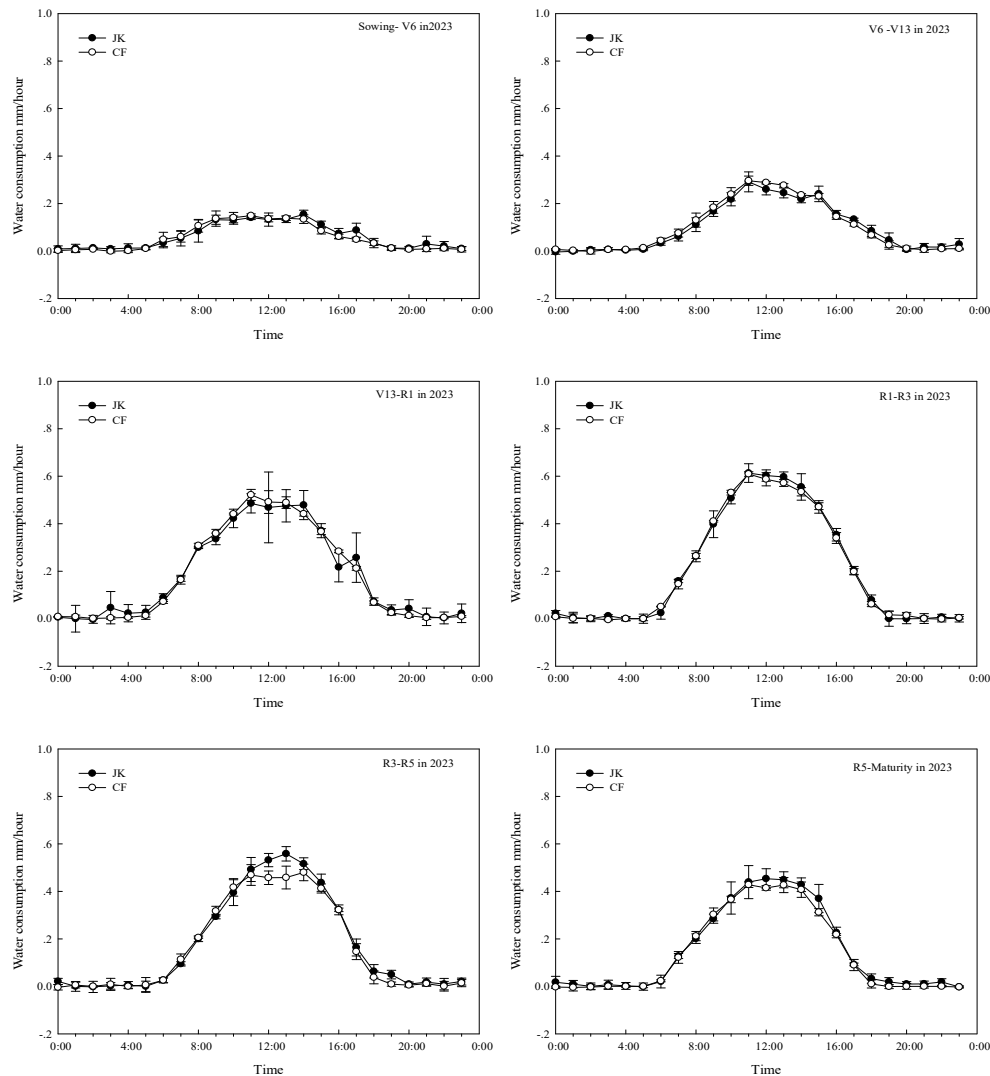 Sowing- V6 in2023
JK
CF
Water consumption mm/hour
1.0
.8
.6
.4
.2
0.0
-.2
0:00 4:00 8:00 12:00 16:00 20:00 0:00
Time
V6 -V13 in 2023
JK
CF
Water consumption mm/hour
1.0
.8
.6
.4
.2
0.0
-.2
0:00 4:00 8:00 12:00 16:00 20:00 0:00
Time
V13-R1 in 2023
JK
CF
Water consumption mm/hour
1.0
.8
.6
.4
.2
0.0
-.2
0:00 4:00 8:00 12:00 16:00 20:00 0:00
Time
R1-R3 in 2023
JK
CF
Water consumption mm/hour
1.0
.8
.6
.4
.2
0.0
-.2
0:00 4:00 8:00 12:00 16:00 20:00 0:00
Time
R3-R5 in 2023
JK
CF
Water consumption mm/hour
1.0
.8
.6
.4
.2
0.0
-.2
0:00 4:00 8:00 12:00 16:00 20:00 0:00
Time
R5-Maturity in 2023
JK
CF
Water consumption mm/hour
1.0
.8
.6
.4
.2
0.0
-.2
0:00 4:00 8:00 12:00 16:00 20:00 0:00
Time